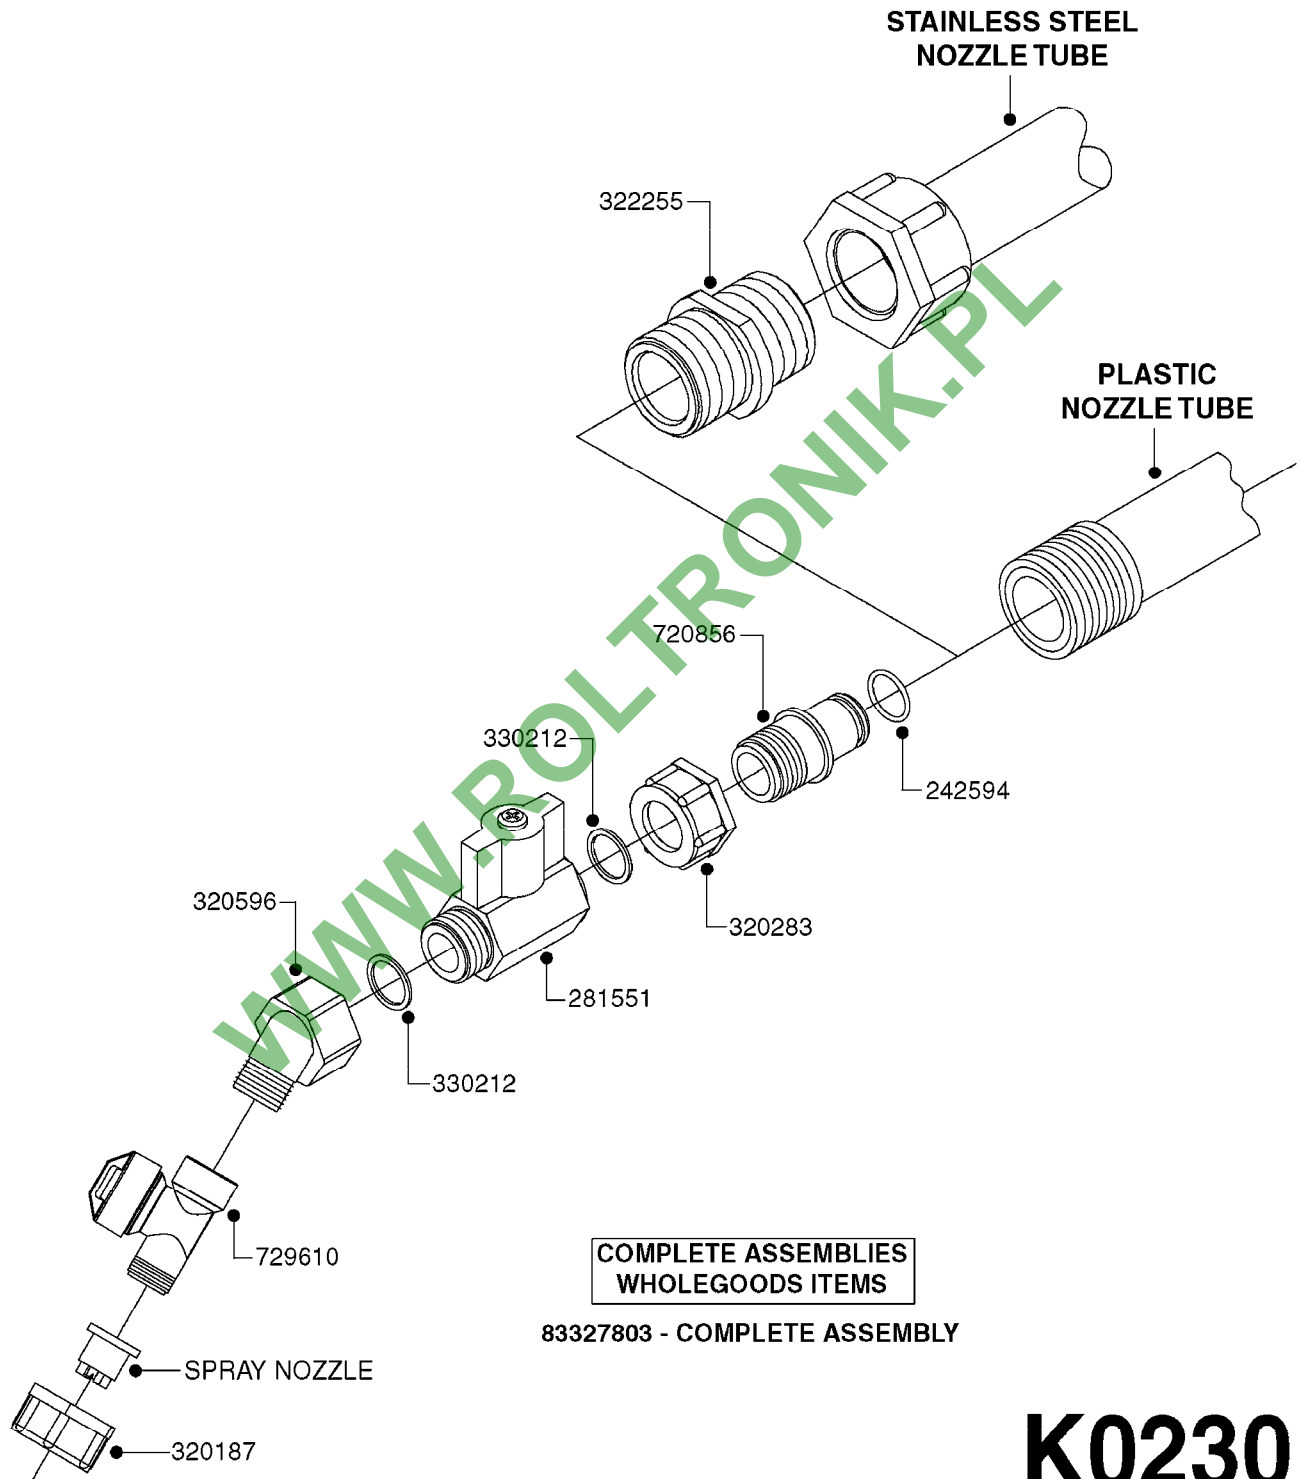 STAINLESS STEEL
NOZZLE TUBE
322255
PLASTIC
NOZZLE TUBE
720856
330212
242594
320596
320283
281551
330212
729610
COMPLETE ASSEMBLIES
WHOLEGOODS ITEMS
83327803 - COMPLETE ASSEMBLY
SPRAY NOZZLE
320187
K0230
WWW.ROLTRONIK.PL